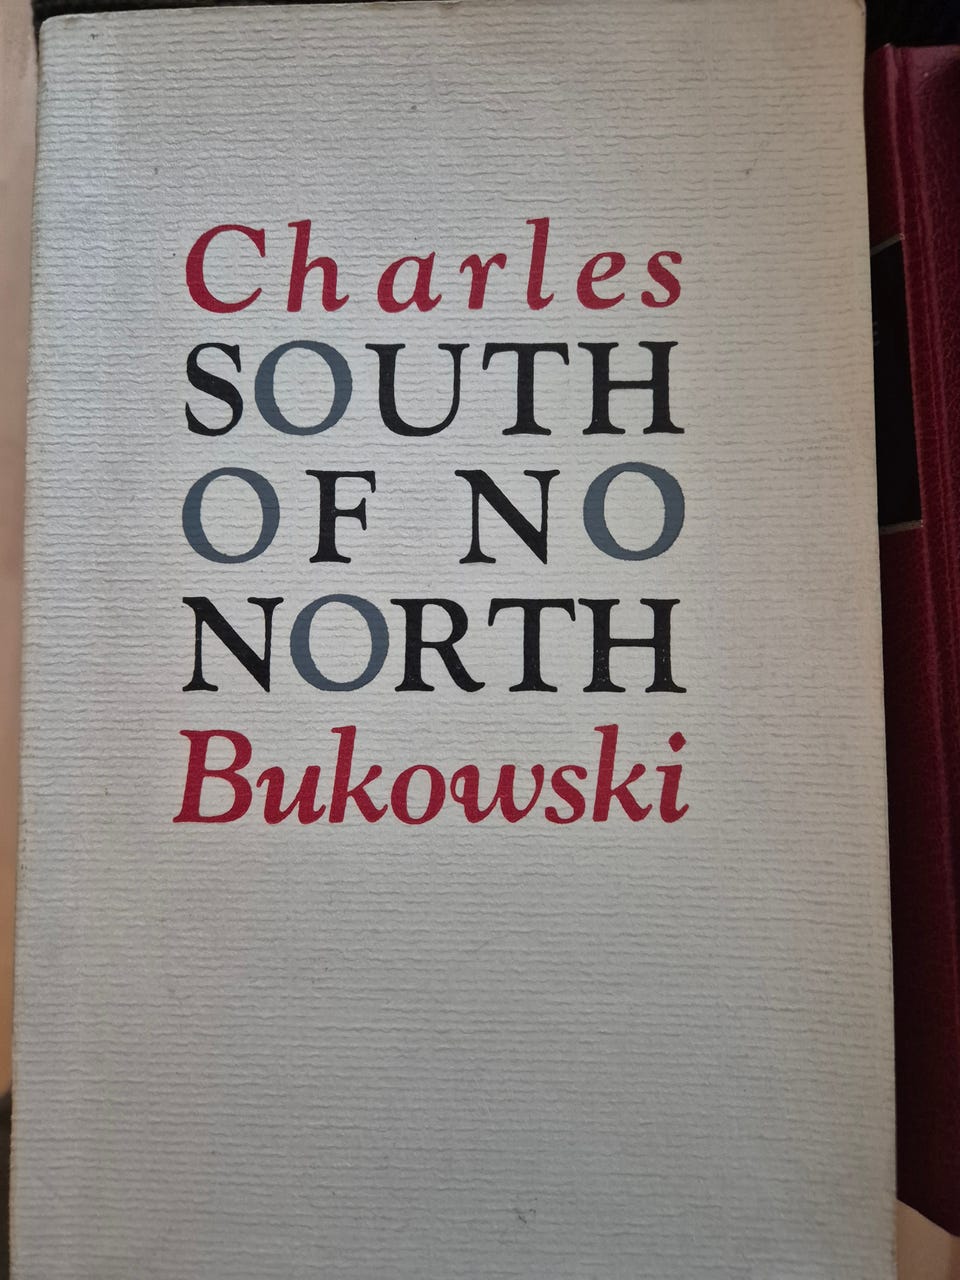 Charles
SOUTH
OF NO
NORTH
Bukowski